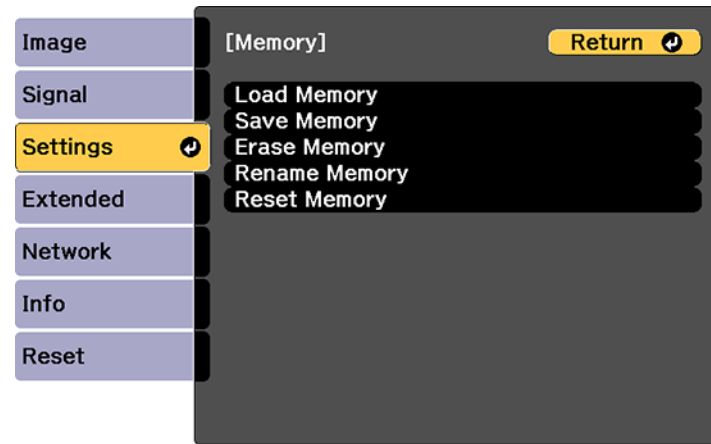 Image
Signal
Settings
Extended
Network
Info
Reset
[Memory]
Return
Load Memory
Save Memory
Erase Memory
Rename Memory
Reset Memory